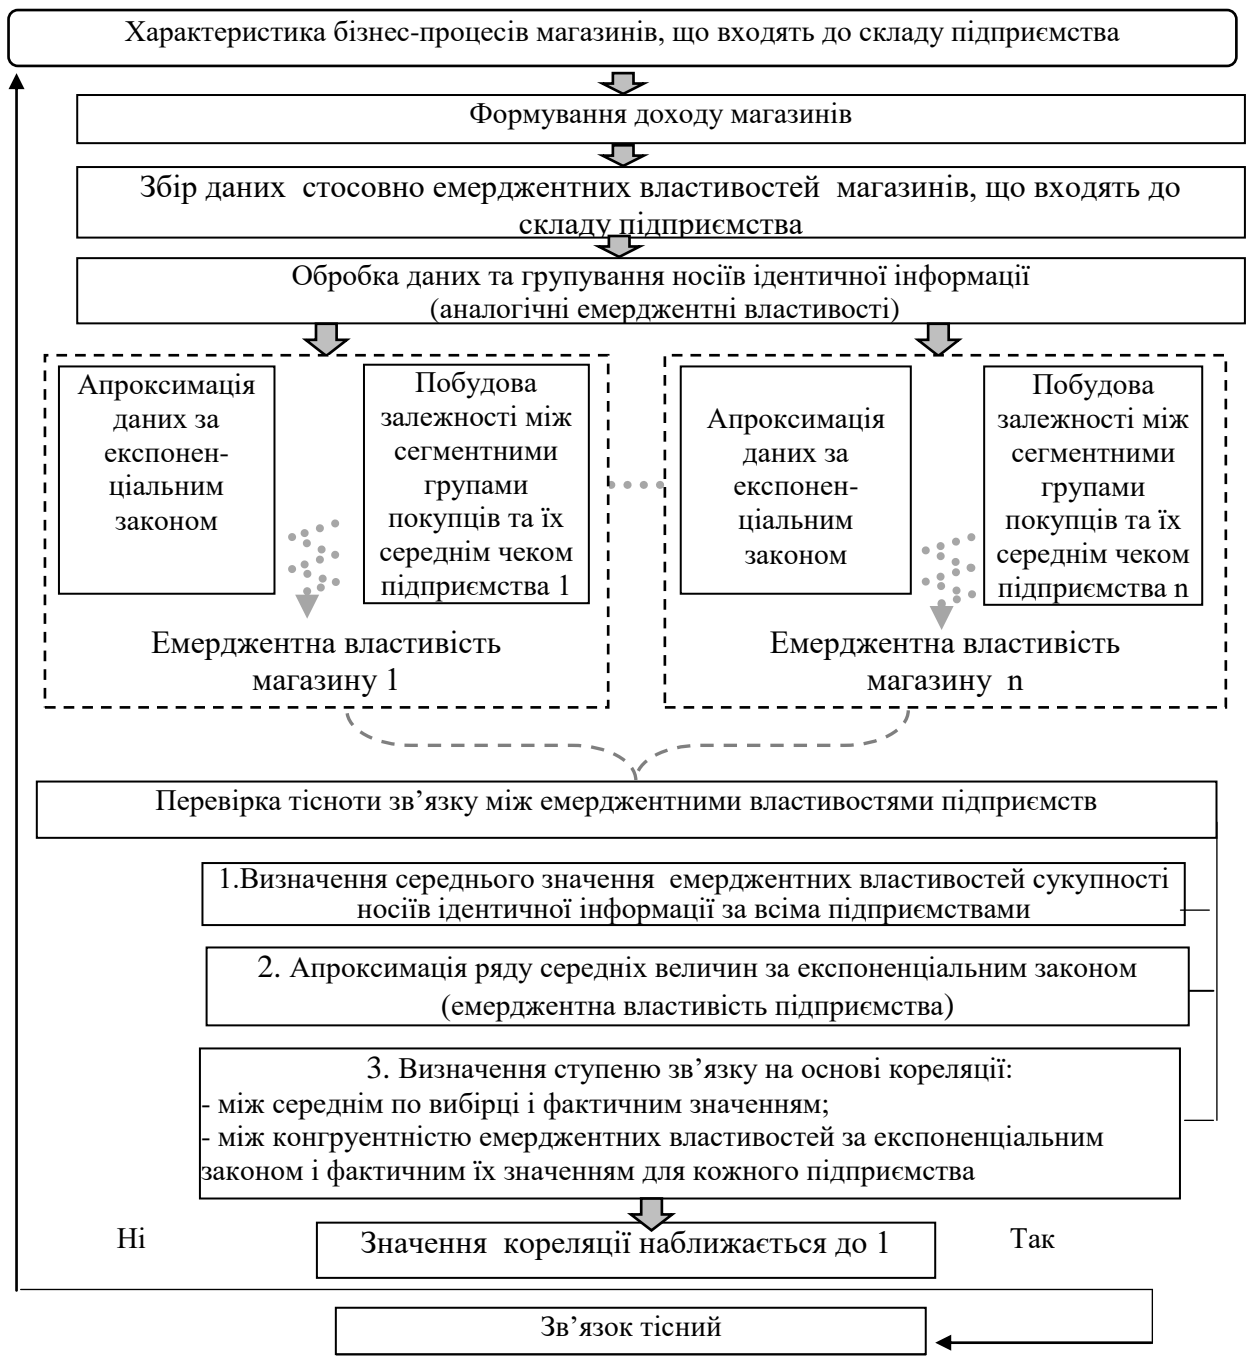 Характеристика бізнес-процесів магазинів, що входять до складу підприємства
Формування доходу магазинів
Збір даних стосовно емерджентних властивостей магазинів, що входять до
складу підприємства
Обробка даних та групування носіїв ідентичної інформації
(аналогічні емерджентні властивості)
Апроксимація
даних за
експонен-
ціальним
законом
Побудова
залежності між
сегментними
групами
покупців та їх
середнім чеком
підприємства 1
Емерджентна властивість
магазину 1
Апроксимація
даних за
експонен-
ціальним
законом
Побудова
залежності між
сегментними
групами
покупців та їх
середнім чеком
підприємства n
Емерджентна властивість
магазину n
Перевірка тісноти зв’язку між емерджентними властивостями підприємств
1.Визначення середнього значення емерджентних властивостей сукупності
носіїв ідентичної інформації за всіма підприємствами
2. Апроксимація ряду середніх величин за експоненціальним законом
(емерджентна властивість підприємства)
3. Визначення ступеню зв’язку на основі кореляції:
- між середнім по вибірці і фактичним значенням;
- між конгруентністю емерджентних властивостей за експоненціальним
законом і фактичним їх значенням для кожного підприємства
Ні
Значення кореляції наближається до 1
Так
Зв’язок тісний